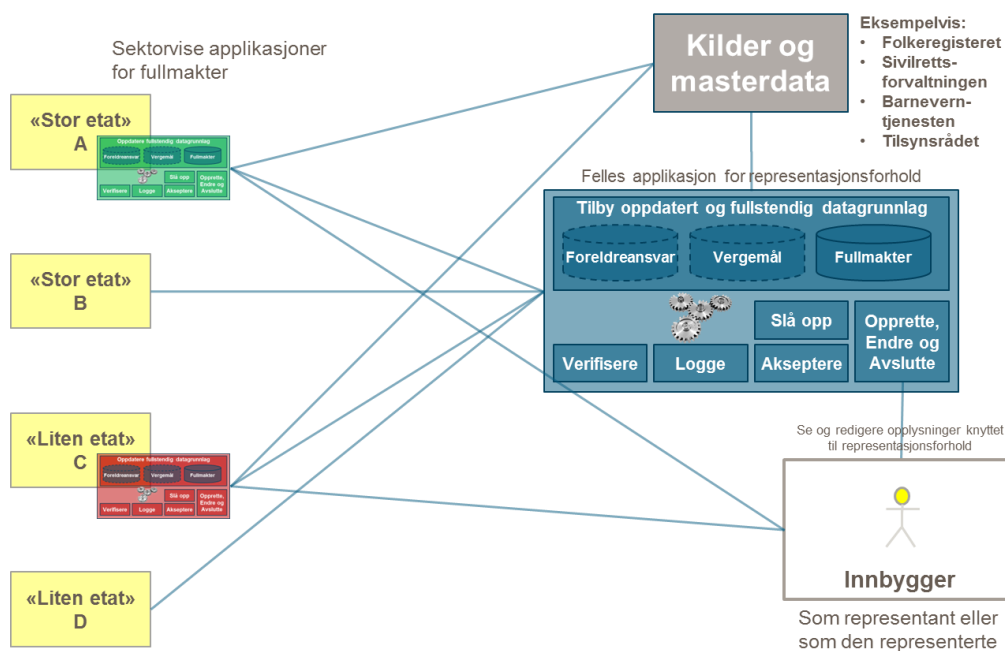 Sektorvise applikasjoner
for fullmakter
Kilder og
masterdata
Eksempelvis:
• Folkeregisteret
• Sivilretts-
forvaltningen
• Barnevern-
tjenesten
• Tilsynsrådet
«Stor etat»
A
Oppdatere fullstendig datagrunnlag
Foreldreansvar
Vergemål
Fullmakter
Slå opp
Opprette,
Endre og
Avslutte
Verifisere
Logge
Akseptere
Felles applikasjon for representasjonsforhold
Tilby oppdatert og fullstendig datagrunnlag
Foreldreansvar
Vergemål
Fullmakter
Slå opp
Opprette,
Endre og
Avslutte
Verifisere
Logge
Akseptere
«Stor etat»
B
«Liten etat»
C
Oppdatere fullstendig datagrunnlag
Foreldreansvar
Vergemål
Fullmakter
Slå opp
Opprette,
Endre og
Avslutte
Verifisere
Logge
Akseptere
Se og redigere opplysninger knyttet
til representasjonsforhold
«Liten etat»
D
Innbygger
Som representant eller
som den representerte